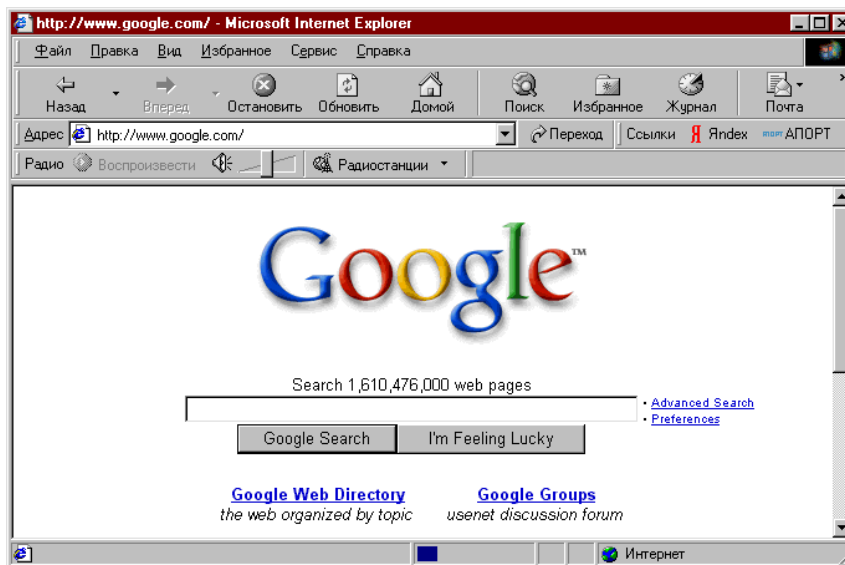 http://www.google.com/ - Microsoft Internet Explorer
Файл Правка Вид Избранное Сервис Справка
Назад Вперед Остановить Обновить Домой Поиск Избранное Журнал Почта
Адрес http://www.google.com/ Переход Ссылки Я Яndex порт АПОРТ
Радио Воспроизвести Радиостанции
Google™
Search 1,610,476,000 web pages
• Advanced Search
• Preferences
Google Search I'm Feeling Lucky
Google Web Directory Google Groups
the web organized by topic usenet discussion forum
Интернет